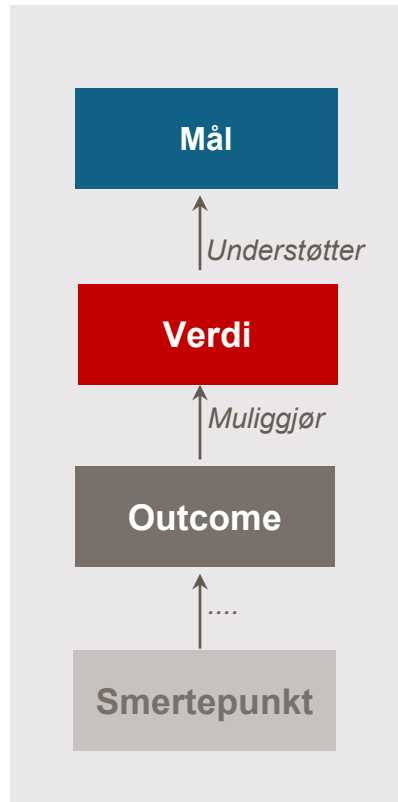 Mål
Understøtter
Verdi
Muliggjør
Outcome
....
Smertepunkt